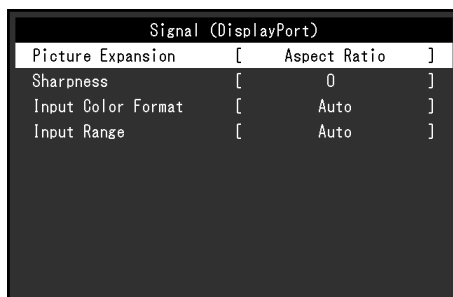 Signal (DisplayPort)
Picture Expansion [ Aspect Ratio ]
Sharpness [ 0 ]
Input Color Format [ Auto ]
Input Range [ Auto ]